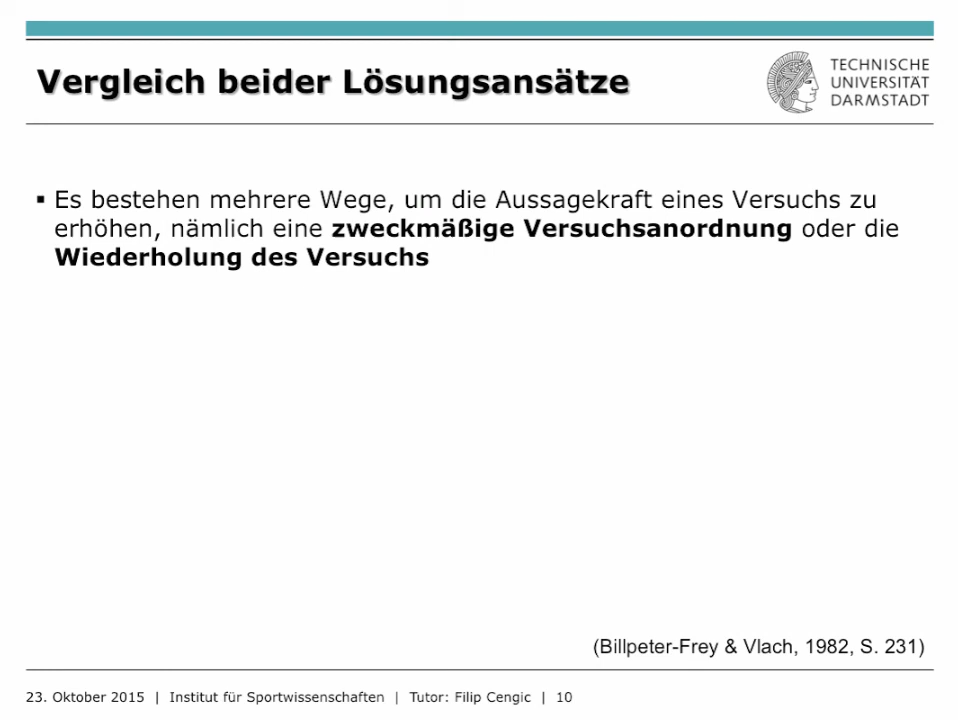 Vergleich beider Lösungsansätze
TECHNISCHE
UNIVERSITÄT
DARMSTADT
▪ Es bestehen mehrere Wege, um die Aussagekraft eines Versuchs zu
erhöhen, nämlich eine zweckmäßige Versuchsanordnung oder die
Wiederholung des Versuchs
(Billpeter-Frey & Vlach, 1982, S. 231)
23. Oktober 2015 | Institut für Sportwissenschaften | Tutor: Filip Cengic | 10